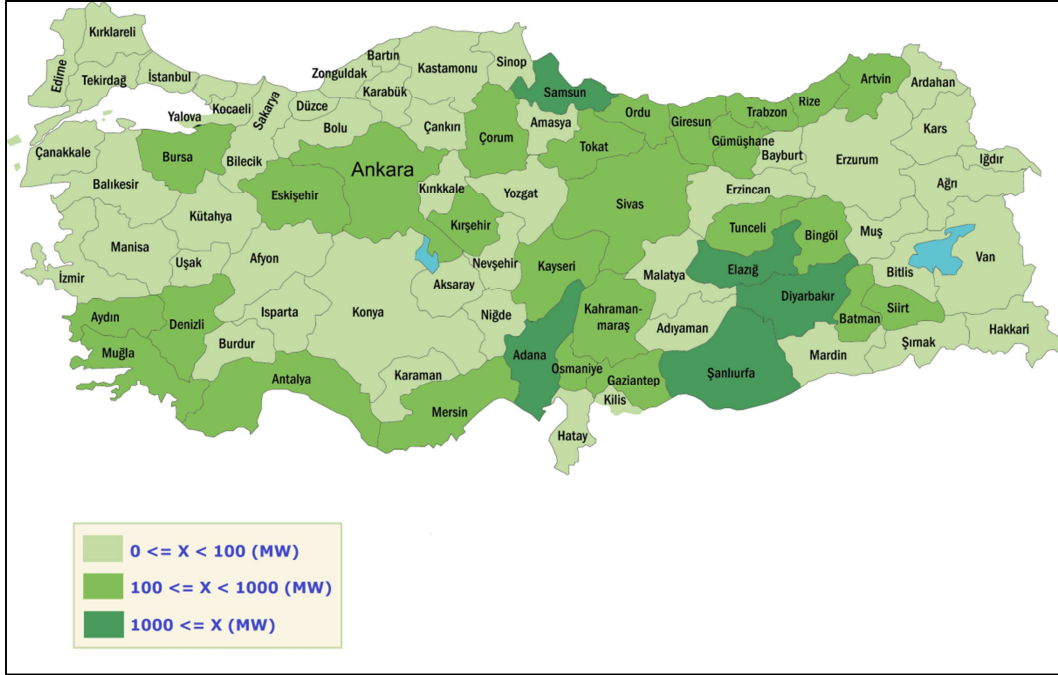 Kırklareli
Edirne
Tekirdağ
İstanbul
Kocaeli
Yalova
Sakarya
Düzce
Zonguldak
Bartın
Karabük
Kastamonu
Sinop
Samsun
Ordu
Giresun
Trabzon
Rize
Artvin
Ardahan
Kars
Iğdır
Ağrı
Erzurum
Bayburt
Gümüşhane
Tokat
Amasya
Çorum
Çankırı
Bolu
Bilecik
Bursa
Çanakkale
Balıkesir
Kütahya
Eskişehir
Ankara
Kırıkkale
Yozgat
Kırşehir
Sivas
Erzincan
Tunceli
Bingöl
Muş
Bitlis
Van
Manisa
İzmir
Uşak
Afyon
Nevşehir
Aksaray
Kayseri
Malatya
Elazığ
Diyarbakır
Batman
Siirt
Hakkari
Şırnak
Mardin
Şanlıurfa
Adıyaman
Kahraman-
maraş
Niğde
Konya
Isparta
Denizli
Aydın
Muğla
Burdur
Antalya
Karaman
Mersin
Adana
Osmaniye
Gaziantep
Kilis
Hatay
0 <= X < 100 (MW)
100 <= X < 1000 (MW)
1000 <= X (MW)